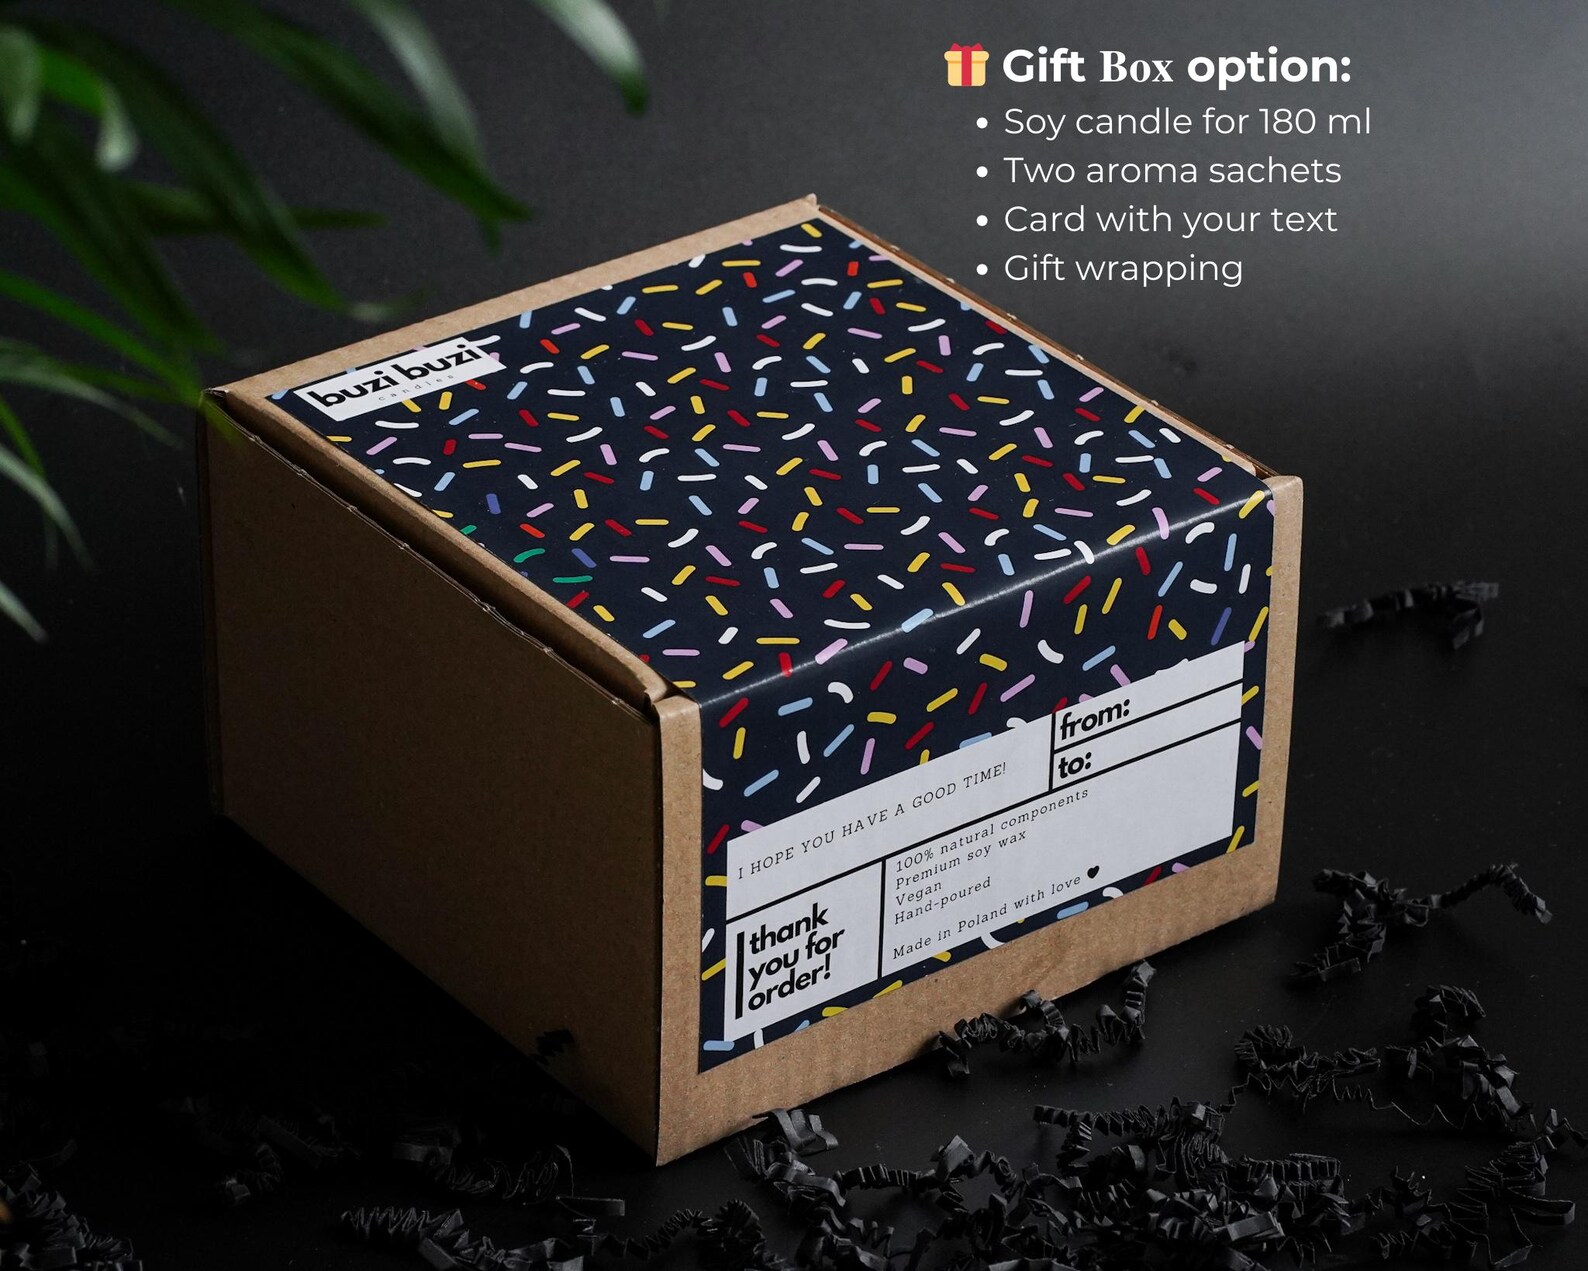 Gift Box option:
Soy candle for 180 ml
Two aroma sachets
Card with your text
Gift wrapping
buzi buzi
candles
from:
to:
I HOPE YOU HAVE A GOOD TIME!
100% natural components
Premium soy wax
Vegan
Hand-poured
Made in Poland with love
thank
you for
order!